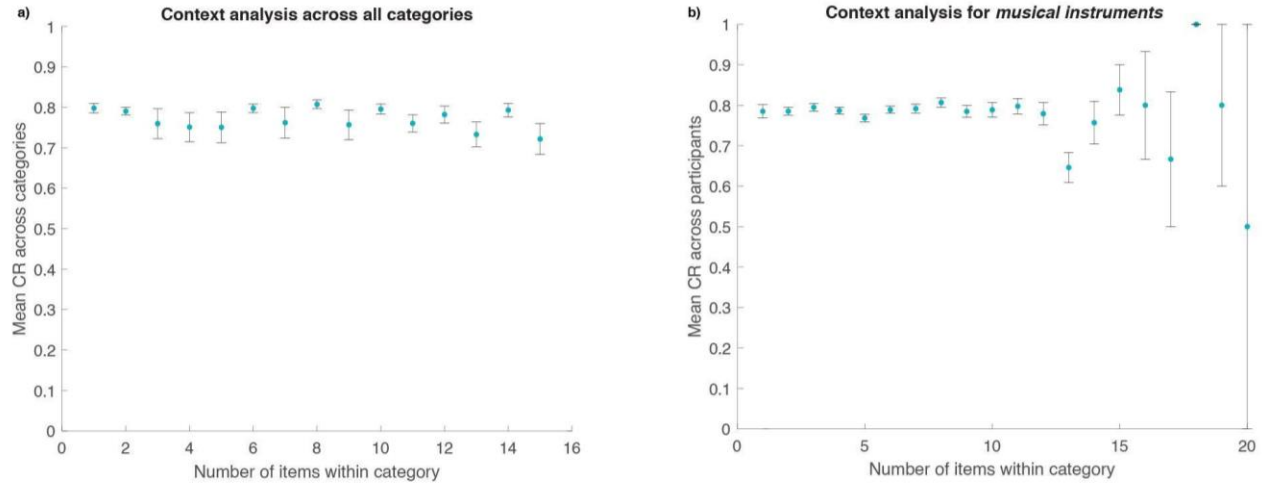 a)
Context analysis across all categories
1
0.9
0.8
0.7
0.6
0.5
0.4
0.3
0.2
0.1
0
Mean CR across categories
0 2 4 6 8 10 12 14 16
Number of items within category
b)
Context analysis for musical instruments
1
0.9
0.8
0.7
0.6
0.5
0.4
0.3
0.2
0.1
0
Mean CR across participants
0 5 10 15 20
Number of items within category